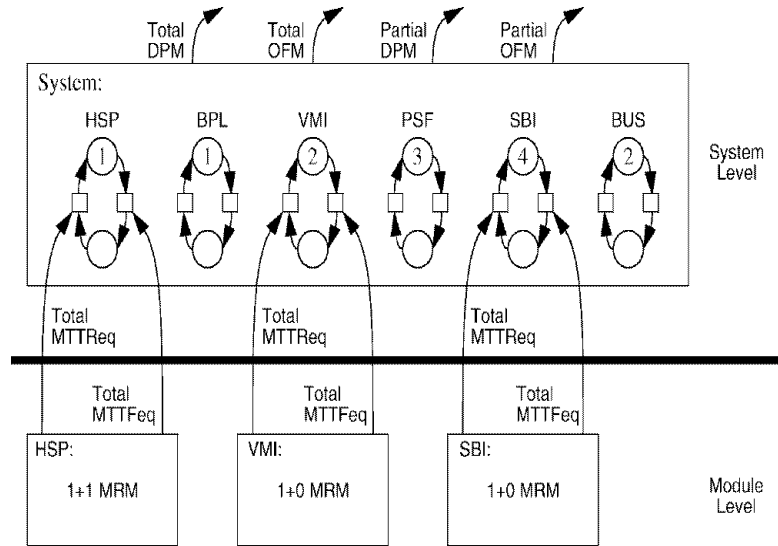 Total Total Partial Partial
DPM OFM DPM OFM
System:
HSP BPL VMI PSF SBI BUS
1 1 2 3 4 2
System
Level
Total Total Total
MTTReq MTTReq MTTReq
Total Total Total
MTTFeq MTTFeq MTTFeq
HSP: VMI: SBI:
1+1 MRM 1+0 MRM 1+0 MRM
Module
Level